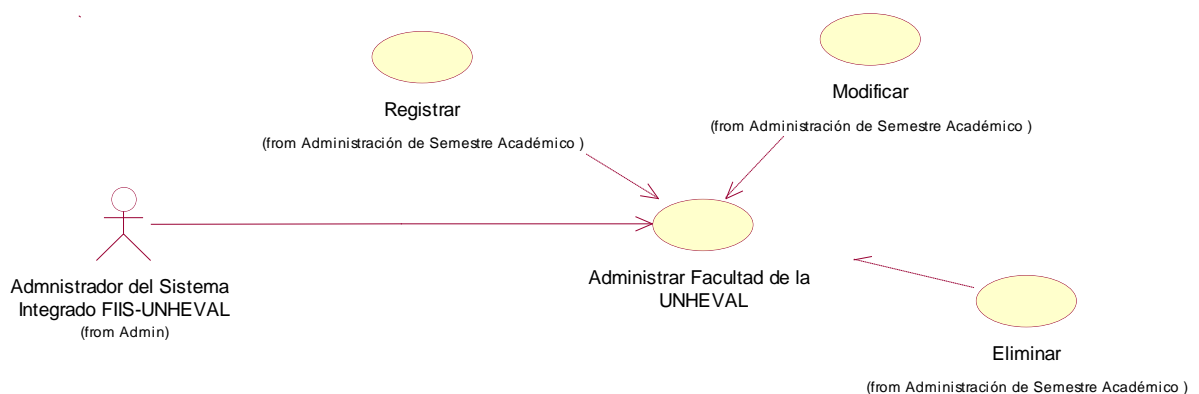 Registrar
(from Administración de Semestre Académico )
Modificar
(from Administración de Semestre Académico )
Admnistrador del Sistema
Integrado FIIS-UNHEVAL
(from Admin)
Administrar Facultad de la
UNHEVAL
Eliminar
(from Administración de Semestre Académico )